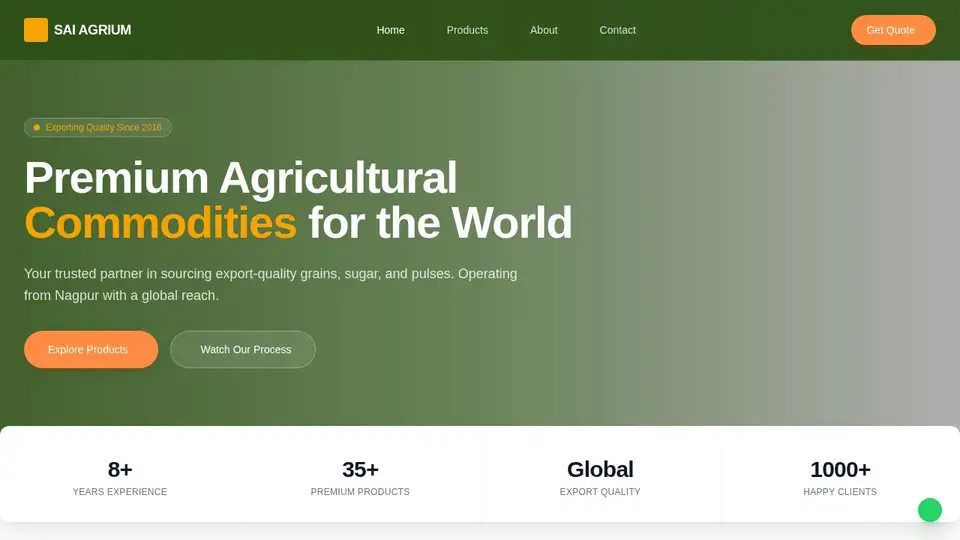 SAI AGRIUM
Home
Products
About
Contact
Get Quote
Exporting Quality Since 2016
Premium Agricultural
Commodities for the World
Your trusted partner in sourcing export-quality grains, sugar, and pulses. Operating
from Nagpur with a global reach.
Explore Products
Watch Our Process
8+
YEARS EXPERIENCE
35+
PREMIUM PRODUCTS
Global
EXPORT QUALITY
1000+
HAPPY CLIENTS